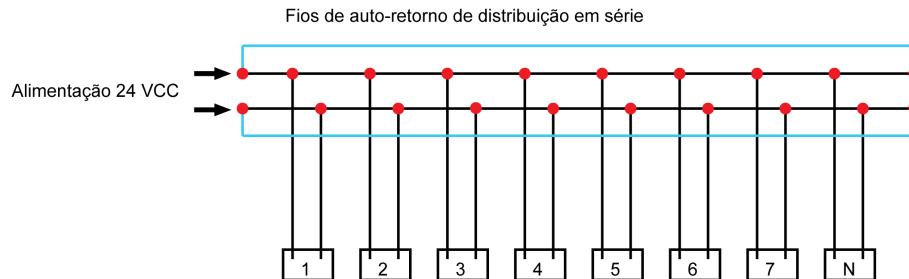 Fios de auto-retorno de distribuição em série
Alimentação 24 VCC
1 2 3 4 5 6 7 N